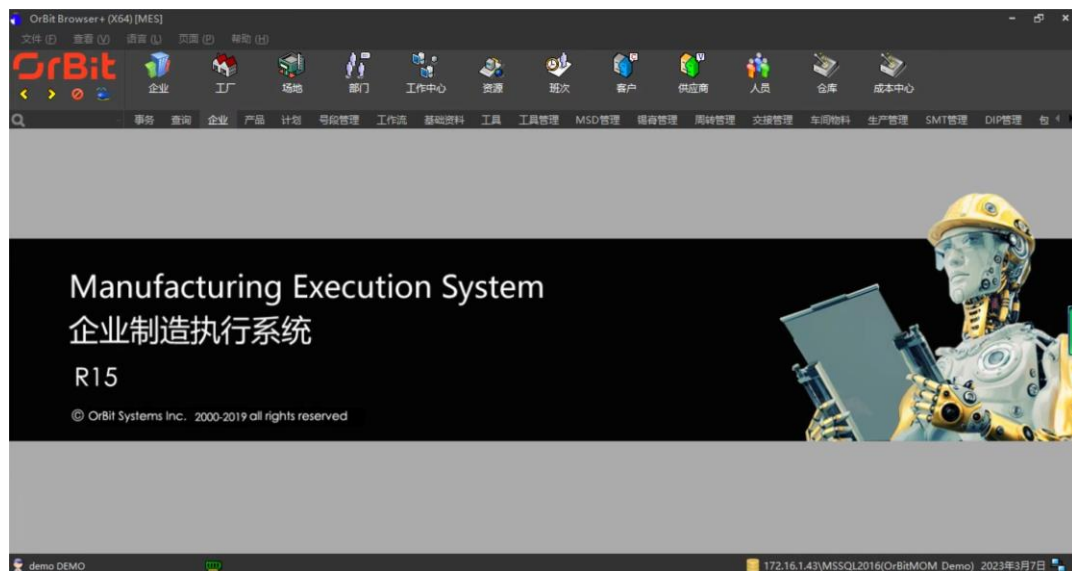 OrBit Browser+ (X64) [MES]
文件(F) 查看(V) 语言(L) 页面(P) 帮助(H)
OrBit
企业 工厂 场地 部门 工作中心 资源 班次 客户 供应商 人员 仓库 成本中心
事务 查询 企业 产品 计划 号段管理 工作流 基础资料 工具 工具管理 MSD管理 锡膏管理 周转管理 交接管理 车间物料 生产管理 SMT管理 DIP管理 包
Manufacturing Execution System
企业制造执行系统
R15
© OrBit Systems Inc. 2000-2019 all rights reserved
demo DEMO
172.16.1.43\MSSQL2016(OrBitMOM_Demo) 2023年3月7日